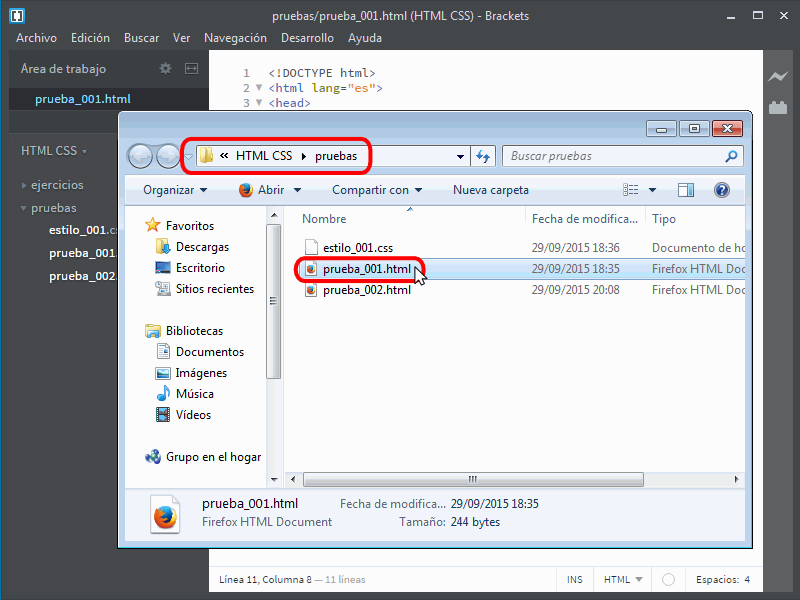 pruebas/prueba_001.html (HTML CSS) - Brackets
Archivo Edición Buscar Ver Navegación Desarrollo Ayuda
Área de trabajo
prueba_001.html
HTML CSS
ejercicios
pruebas
estilo_001.cs
prueba_001.
prueba_002.
1 <!DOCTYPE html>
2 <html lang="es">
3 <head>
« HTML CSS pruebas
Buscar pruebas
Organizar Abrir Compartir con Nueva carpeta
Favoritos
Descargas
Escritorio
Sitios recientes
Bibliotecas
Documentos
Imágenes
Música
Vídeos
Grupo en el hogar
Nombre Fecha de modifica... Tipo
estilo_001.css 29/09/2015 18:36 Documento de ho
prueba_001.html 29/09/2015 18:35 Firefox HTML Doc
prueba_002.html 29/09/2015 20:08 Firefox HTML Doc
prueba_001.html Fecha de modifica... 29/09/2015 18:35
Firefox HTML Document Tamaño: 244 bytes
Línea 11, Columna 8 — 11 líneas INS HTML Espacios: 4